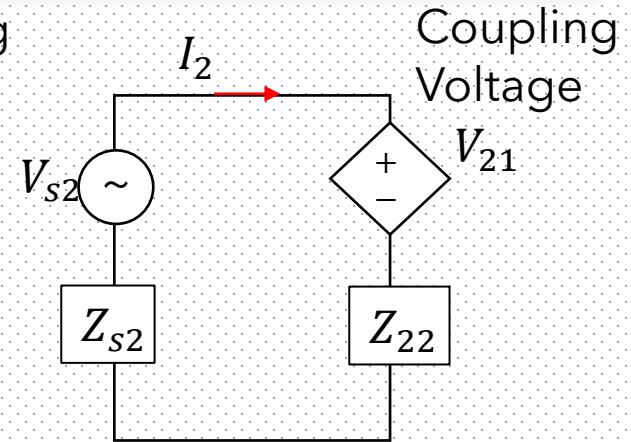 g
Coupling
Voltage
I₂
V₂₁
+
−
Vₛ₂
~
Zₛ₂
Z₂₂